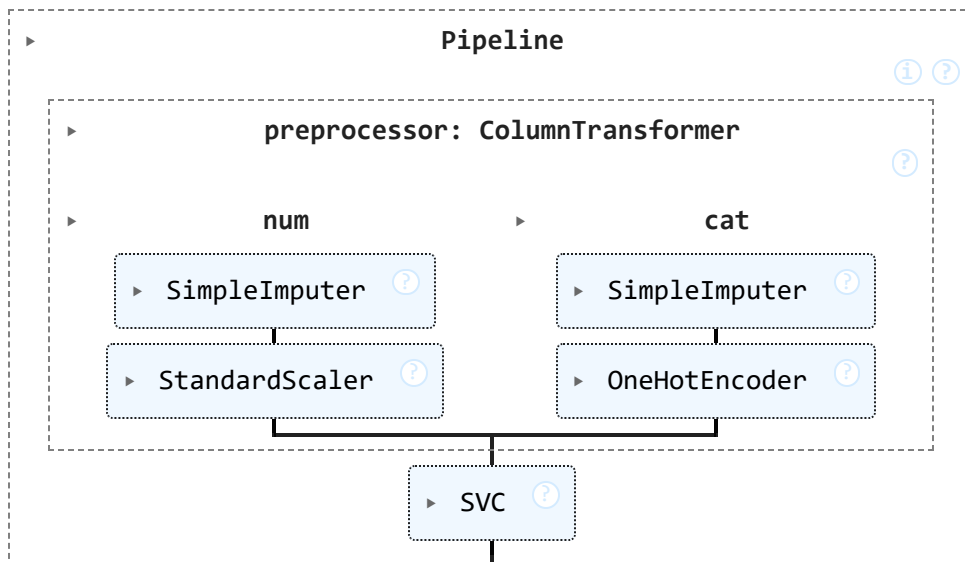 Pipeline
i ?
preprocessor: ColumnTransformer
?
num cat
SimpleImputer ? SimpleImputer ?
StandardScaler ? OneHotEncoder ?
SVC ?